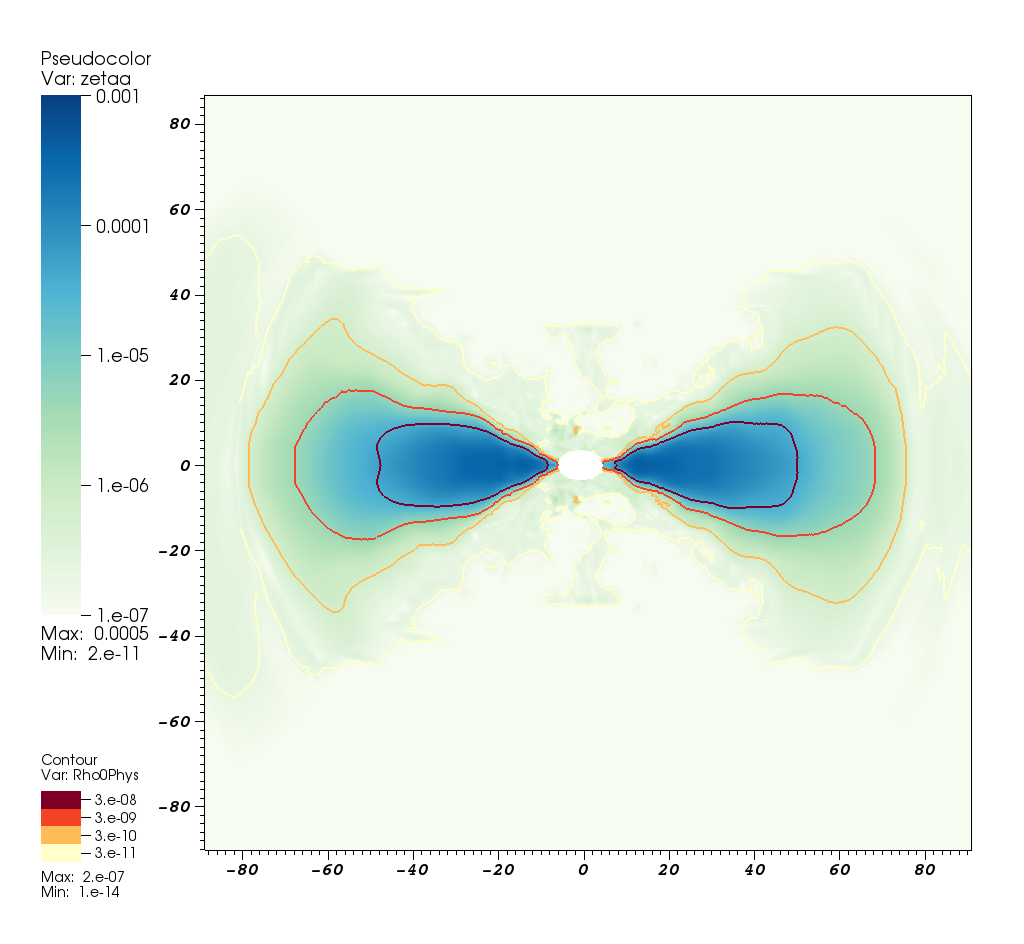 Pseudocolor
Var: zetaa
0.001
0.0001
1.e-05
1.e-06
1.e-07
Max: 0.0005
Min: 2.e-11
Contour
Var: Rho0Phys
3.e-08
3.e-09
3.e-10
3.e-11
Max: 2.e-07
Min: 1.e-14
80
60
40
20
0
-20
-40
-60
-80
-80 -60 -40 -20 0 20 40 60 80